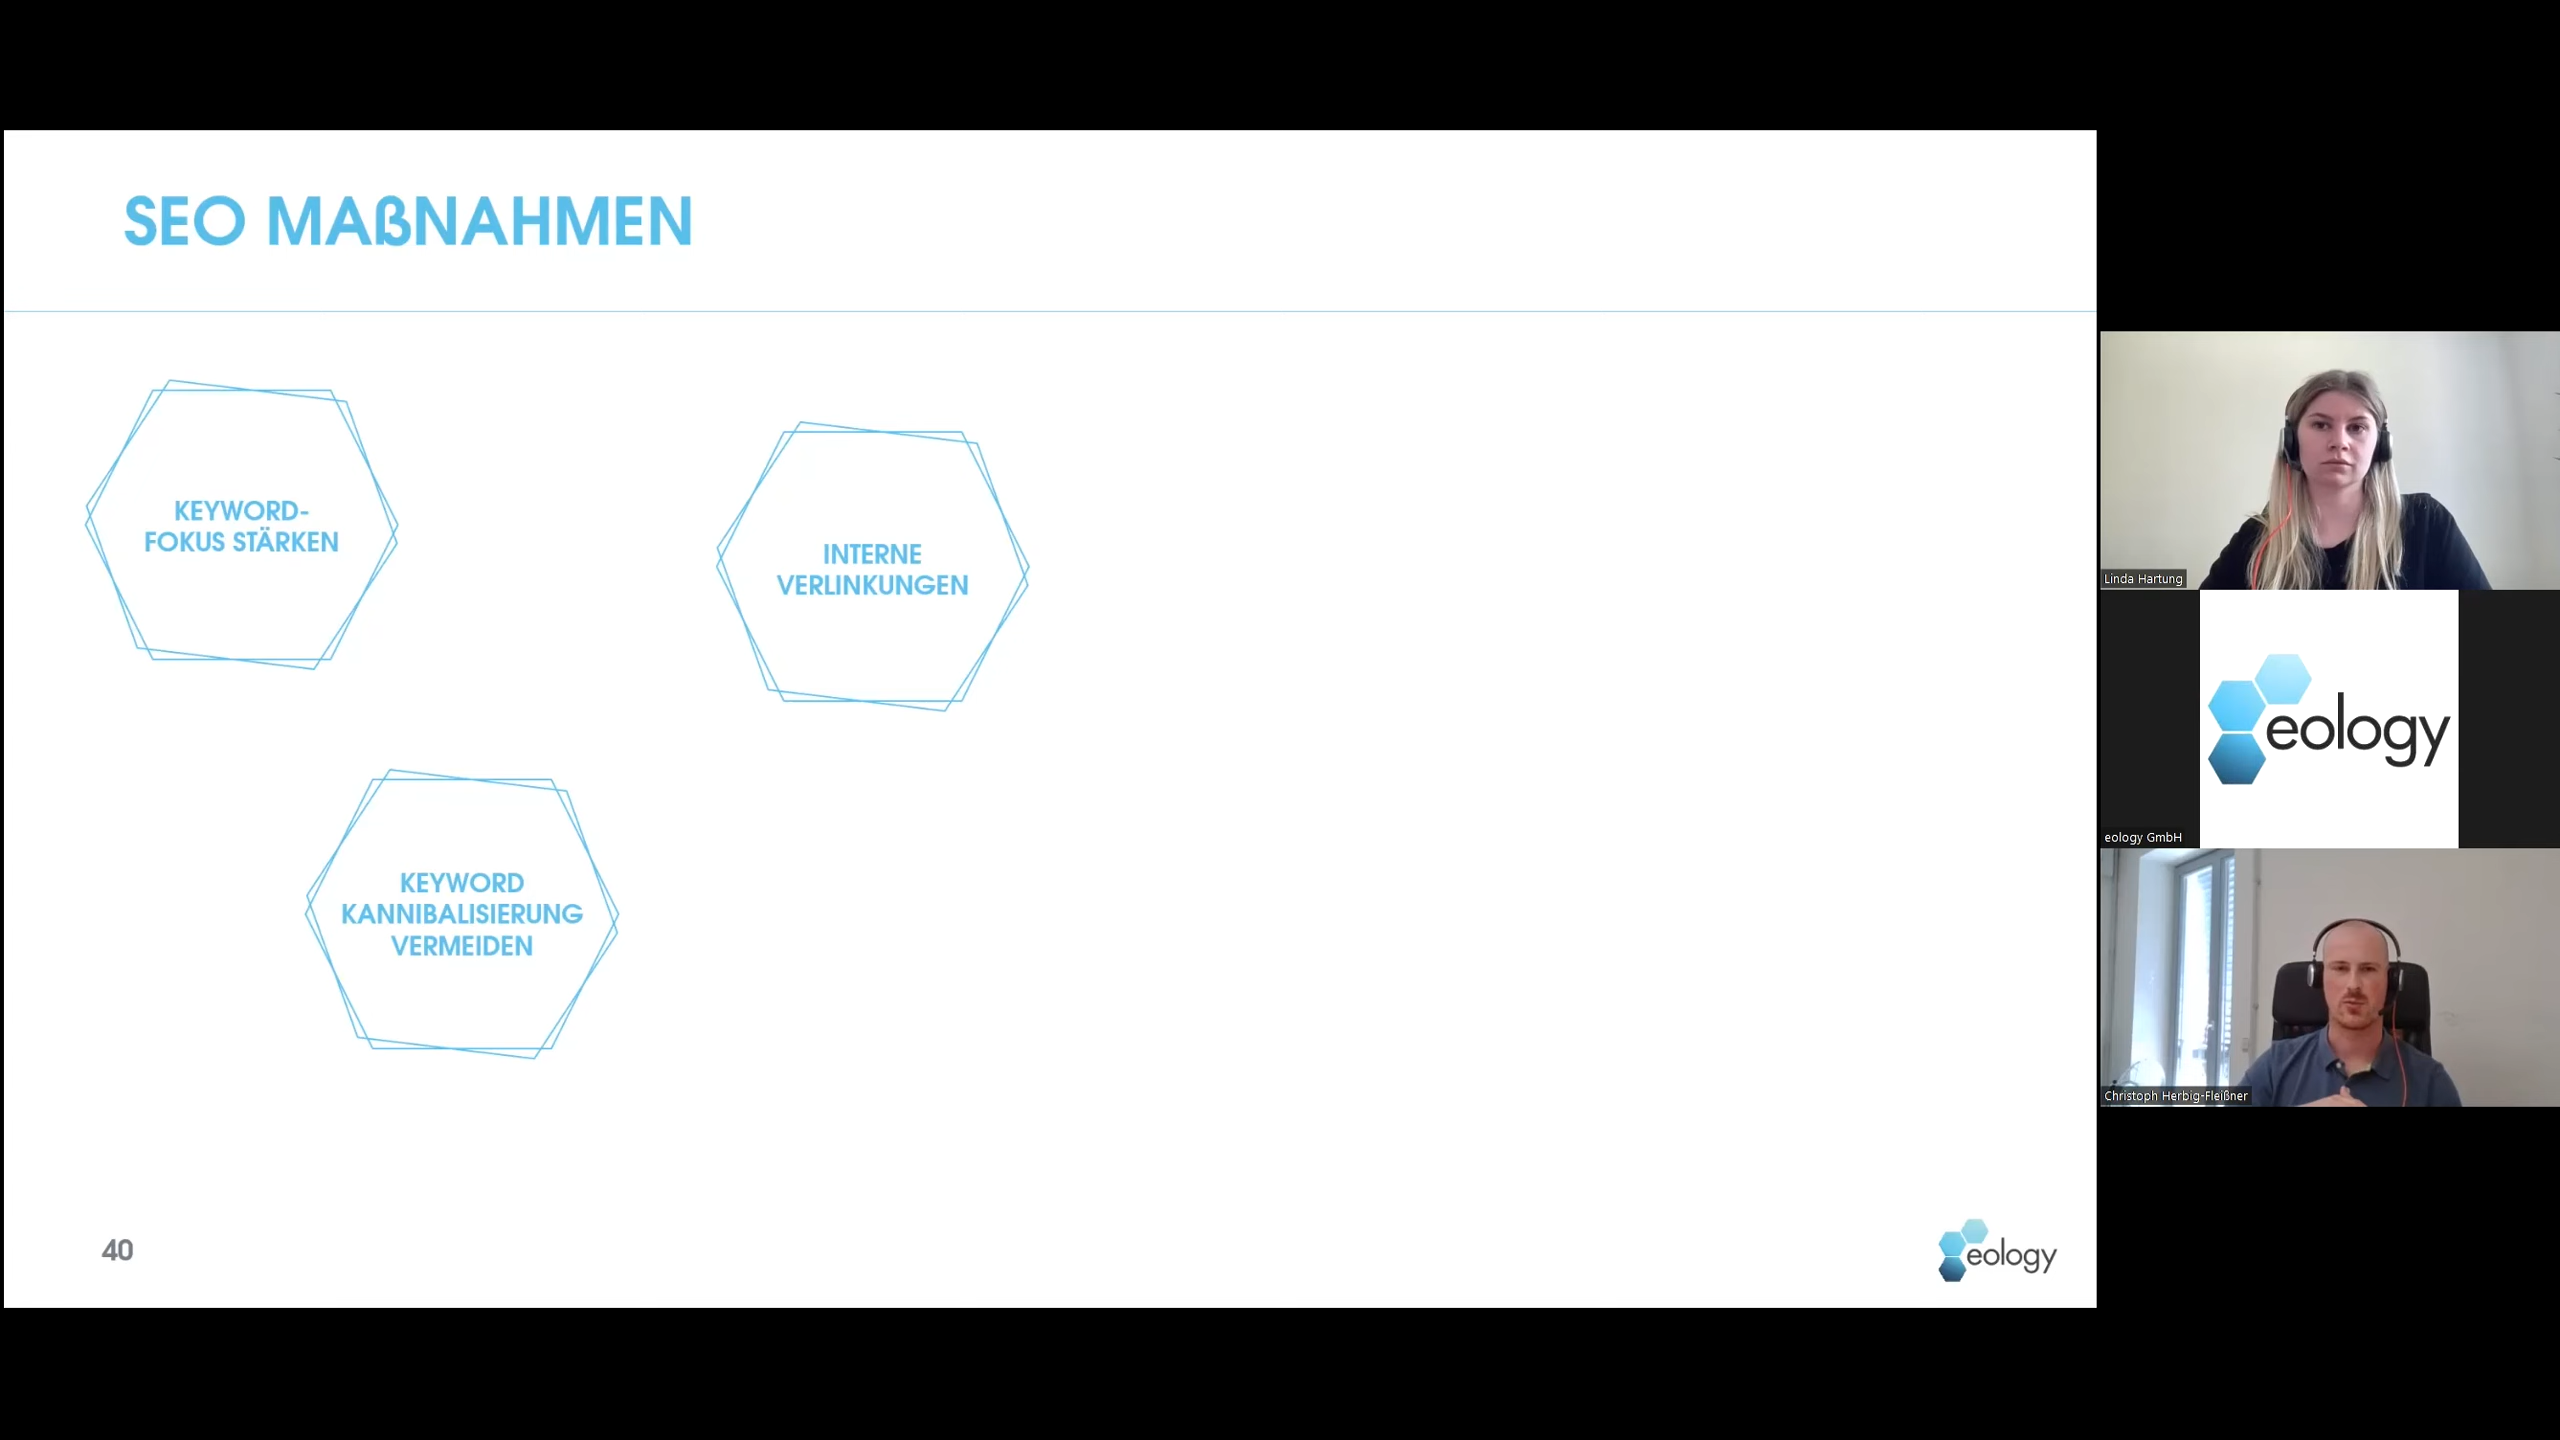 SEO MAßNAHMEN
KEYWORD-
FOKUS STÄRKEN
INTERNE
VERLINKUNGEN
KEYWORD
KANNIBALISIERUNG
VERMEIDEN
40
eology
Linda Hartung
eology
eology GmbH
Christoph Herbig-Fleißner